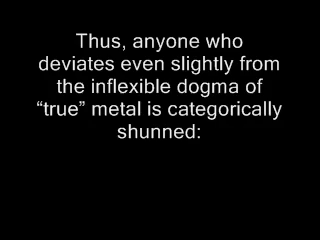 Thus, anyone who
deviates even slightly from
the inflexible dogma of
“true” metal is categorically
shunned: